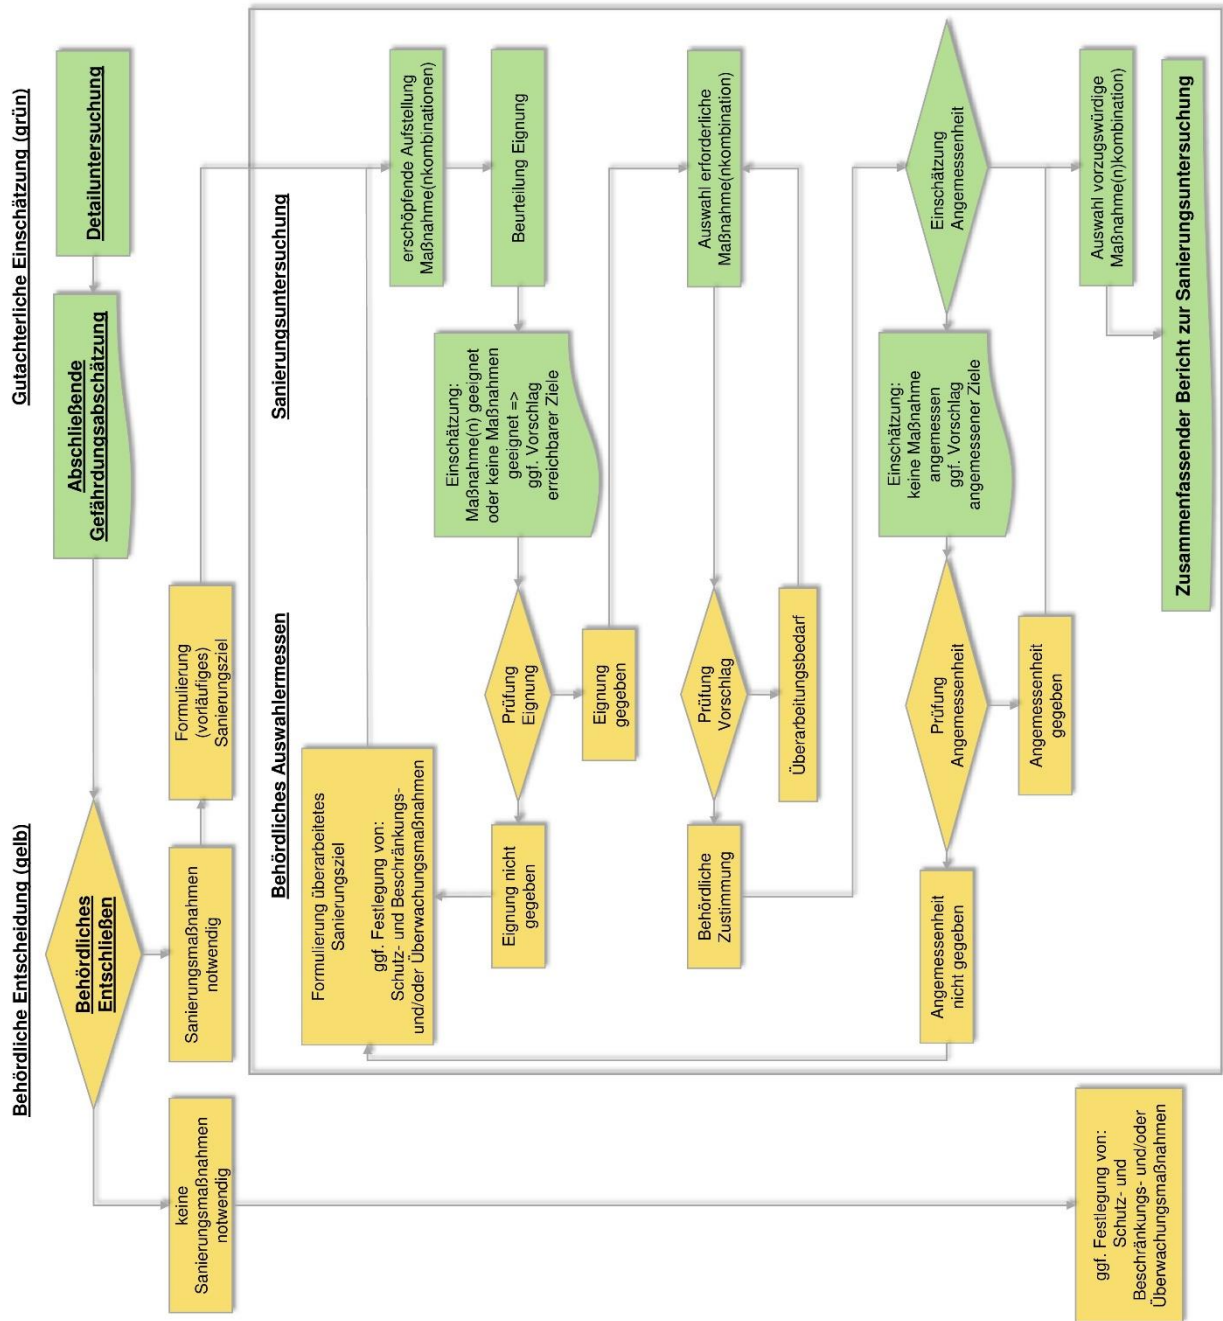 Behördliche Entscheidung (gelb)
Gutachterliche Einschätzung (grün)
Detailuntersuchung
Abschließende
Gefährdungsabschätzung
Behördliches
Entschließen
keine
Sanierungsmaßnahmen
notwendig
Sanierungsmaßnahmen
notwendig
Formulierung
(vorläufiges)
Sanierungsziel
Behördliches Auswahlermessen
Sanierungsuntersuchung
Formulierung überarbeitetes
Sanierungsziel
ggf. Festlegung von:
Schutz- und Beschränkungs-
und/oder Überwachungsmaßnahmen
erschöpfende Aufstellung
Maßnahme(nkombinationen)
Beurteilung Eignung
Einschätzung:
Maßnahme(n) geeignet
oder keine Maßnahmen
geeignet =>
ggf. Vorschlag
erreichbarer Ziele
Prüfung
Eignung
Eignung nicht
gegeben
Eignung
gegeben
Auswahl erforderliche
Maßnahme(nkombination)
Prüfung
Vorschlag
Behördliche
Zustimmung
Überarbeitungsbedarf
Einschätzung
Angemessenheit
Einschätzung:
keine Maßnahme
angemessen
ggf. Vorschlag
angemessener Ziele
Prüfung
Angemessenheit
Angemessenheit
nicht gegeben
Angemessenheit
gegeben
Auswahl vorzugswürdige
Maßnahme(n)kombination)
ggf. Festlegung von:
Schutz- und
Beschränkungs- und/oder
Überwachungsmaßnahmen
Zusammenfassender Bericht zur Sanierungsuntersuchung